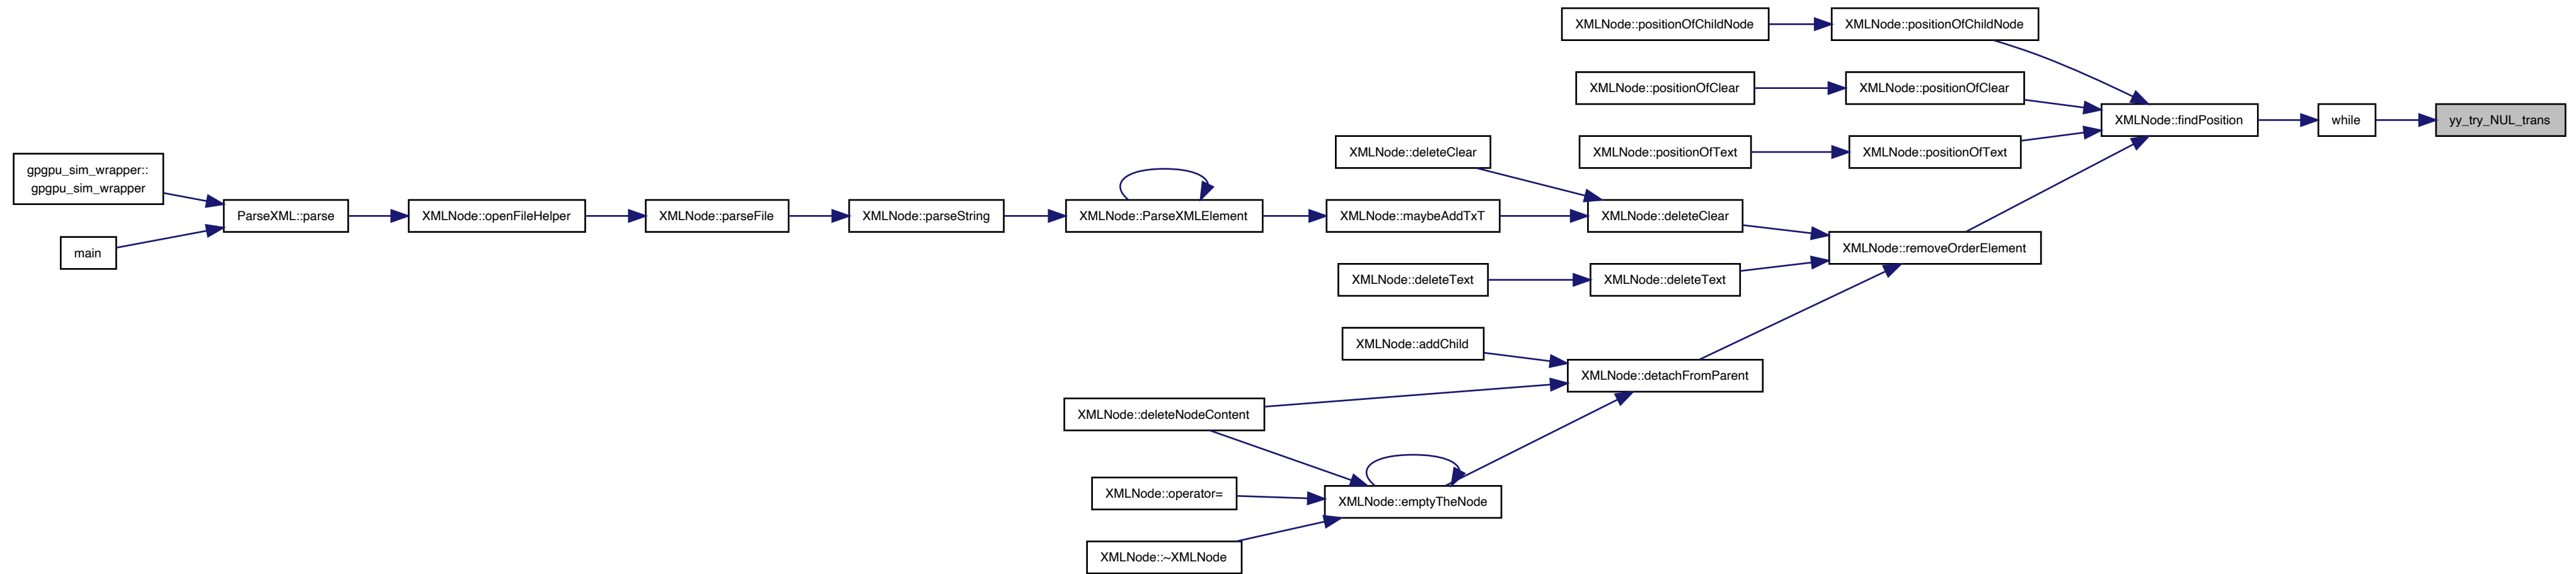 XMLNode::positionOfChildNode
XMLNode::positionOfChildNode
XMLNode::positionOfClear
XMLNode::positionOfClear
XMLNode::findPosition
while
yy_try_NUL_trans
XMLNode::deleteClear
XMLNode::positionOfText
XMLNode::positionOfText
gpgpu_sim_wrapper::
gpgpu_sim_wrapper
ParseXML::parse
XMLNode::openFileHelper
XMLNode::parseFile
XMLNode::parseString
XMLNode::ParseXMLElement
XMLNode::maybeAddTxT
XMLNode::deleteClear
main
XMLNode::removeOrderElement
XMLNode::deleteText
XMLNode::deleteText
XMLNode::addChild
XMLNode::detachFromParent
XMLNode::deleteNodeContent
XMLNode::operator=
XMLNode::emptyTheNode
XMLNode::~XMLNode